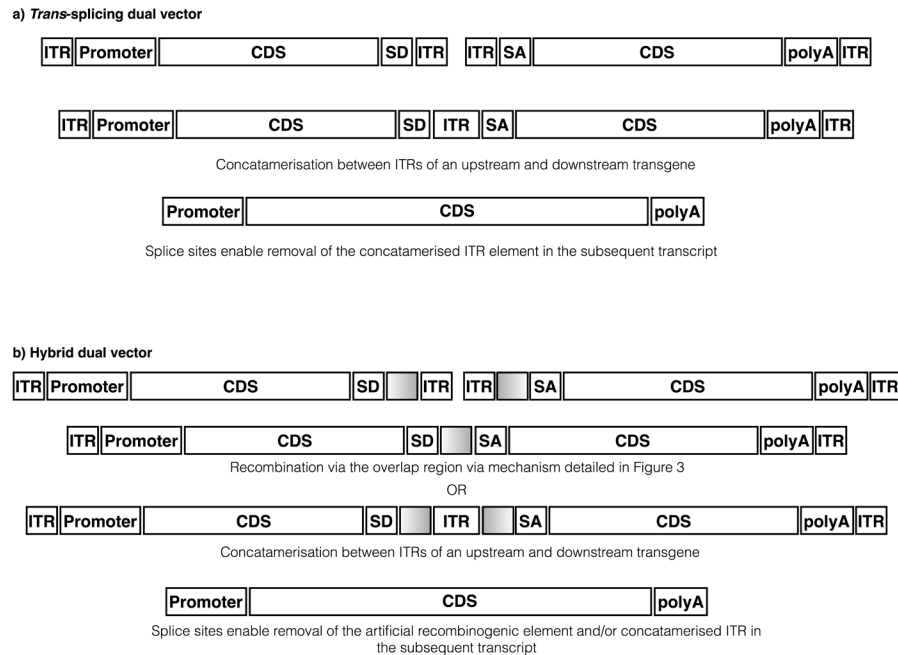 a) Trans-splicing dual vector
ITR Promoter CDS SD ITR ITR SA CDS polyA ITR
ITR Promoter CDS SD ITR SA CDS polyA ITR
Concatamerisation between ITRs of an upstream and downstream transgene
Promoter CDS polyA
Splice sites enable removal of the concatamerised ITR element in the subsequent transcript
b) Hybrid dual vector
ITR Promoter CDS SD ITR ITR SA CDS polyA ITR
ITR Promoter CDS SD SA CDS polyA ITR
Recombination via the overlap region via mechanism detailed in Figure 3
OR
ITR Promoter CDS SD ITR SA CDS polyA ITR
Concatamerisation between ITRs of an upstream and downstream transgene
Promoter CDS polyA
Splice sites enable removal of the artificial recombinogenic element and/or concatamerised ITR in
the subsequent transcript